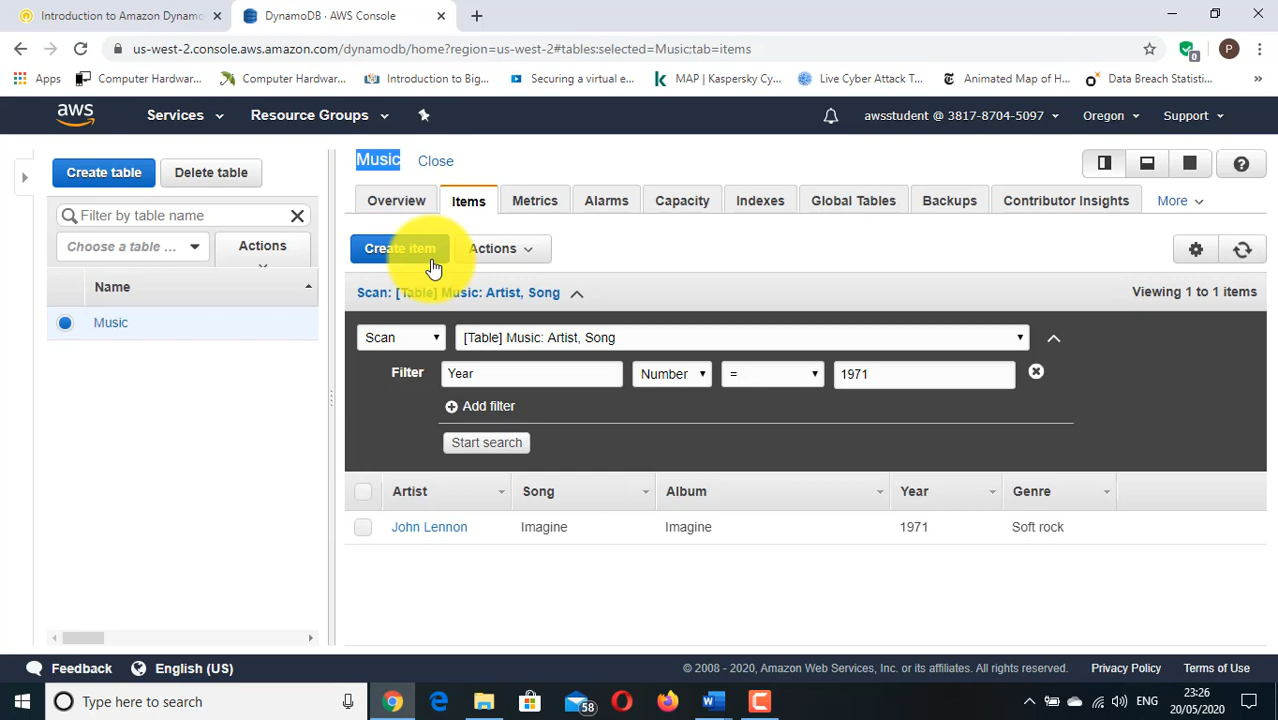 Introduction to Amazon Dynamo
DynamoDB · AWS Console
us-west-2.console.aws.amazon.com/dynamodb/home?region=us-west-2#tables:selected=Music;tab=items
0
P
Apps
Computer Hardwar...
Computer Hardwar...
Introduction to Big...
Securing a virtual e...
MAP | Kaspersky Cy...
Live Cyber Attack T...
Animated Map of H...
Data Breach Statisti...
»
aws
Services
Resource Groups
awsstudent @ 3817-8704-5097
Oregon
Support
Create table
Delete table
Filter by table name
Choose a table ...
Actions
Name
Music
Music
Close
Overview
Items
Metrics
Alarms
Capacity
Indexes
Global Tables
Backups
Contributor Insights
More
Create item
Actions
Scan: [Table] Music: Artist, Song
Viewing 1 to 1 items
Scan
[Table] Music: Artist, Song
Filter
Year
Number
=
1971
Add filter
Start search
Artist
Song
Album
Year
Genre
John Lennon
Imagine
Imagine
1971
Soft rock
Feedback
English (US)
© 2008 - 2020, Amazon Web Services, Inc. or its affiliates. All rights reserved.
Privacy Policy
Terms of Use
Type here to search
58
ENG
23:26
20/05/2020